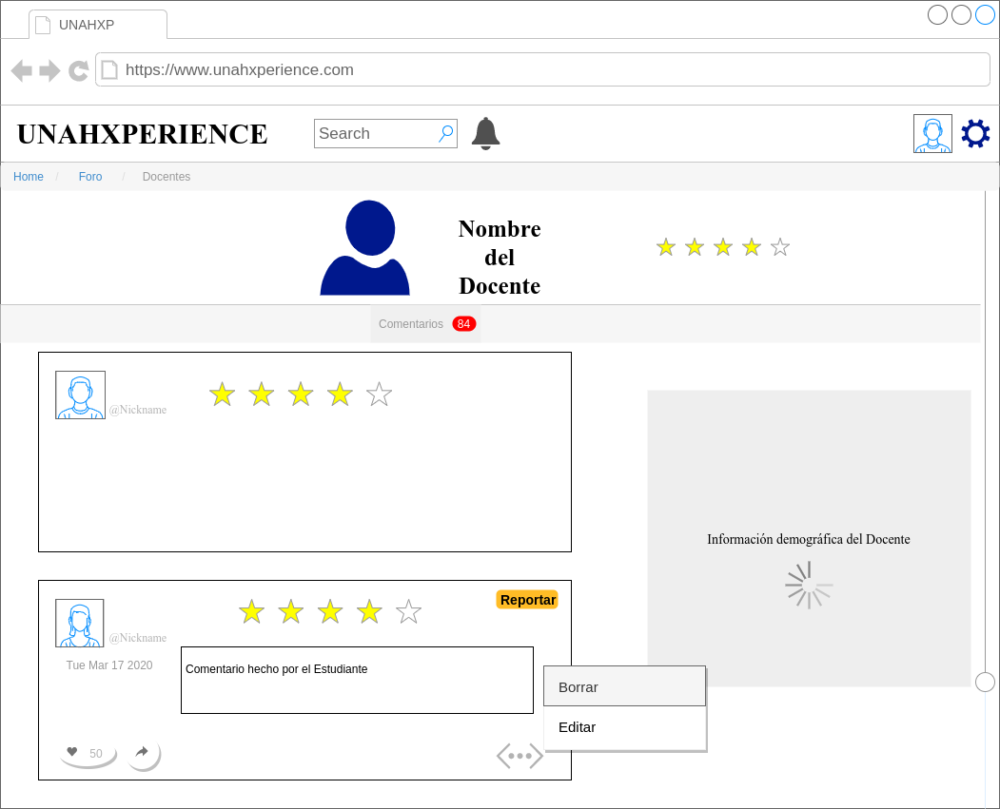 UNAHXP
https://www.unahxperience.com
UNAHXPERIENCE
Search
Home / Foro / Docentes
Nombre
del
Docente
Comentarios 84
@Nickname
Información demográfica del Docente
Reportar
@Nickname
Tue Mar 17 2020
Comentario hecho por el Estudiante
Borrar
Editar
50